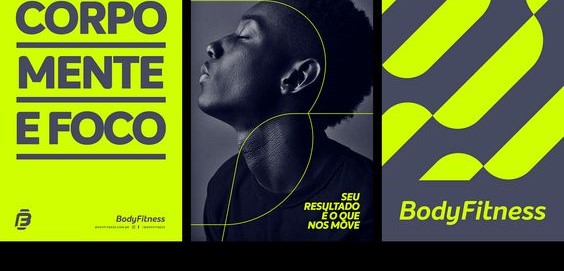 CORPO
MENTE
E FOCO
BodyFitness
SEU
RESULTADO
É O QUE
NOS MOVE
BodyFitness